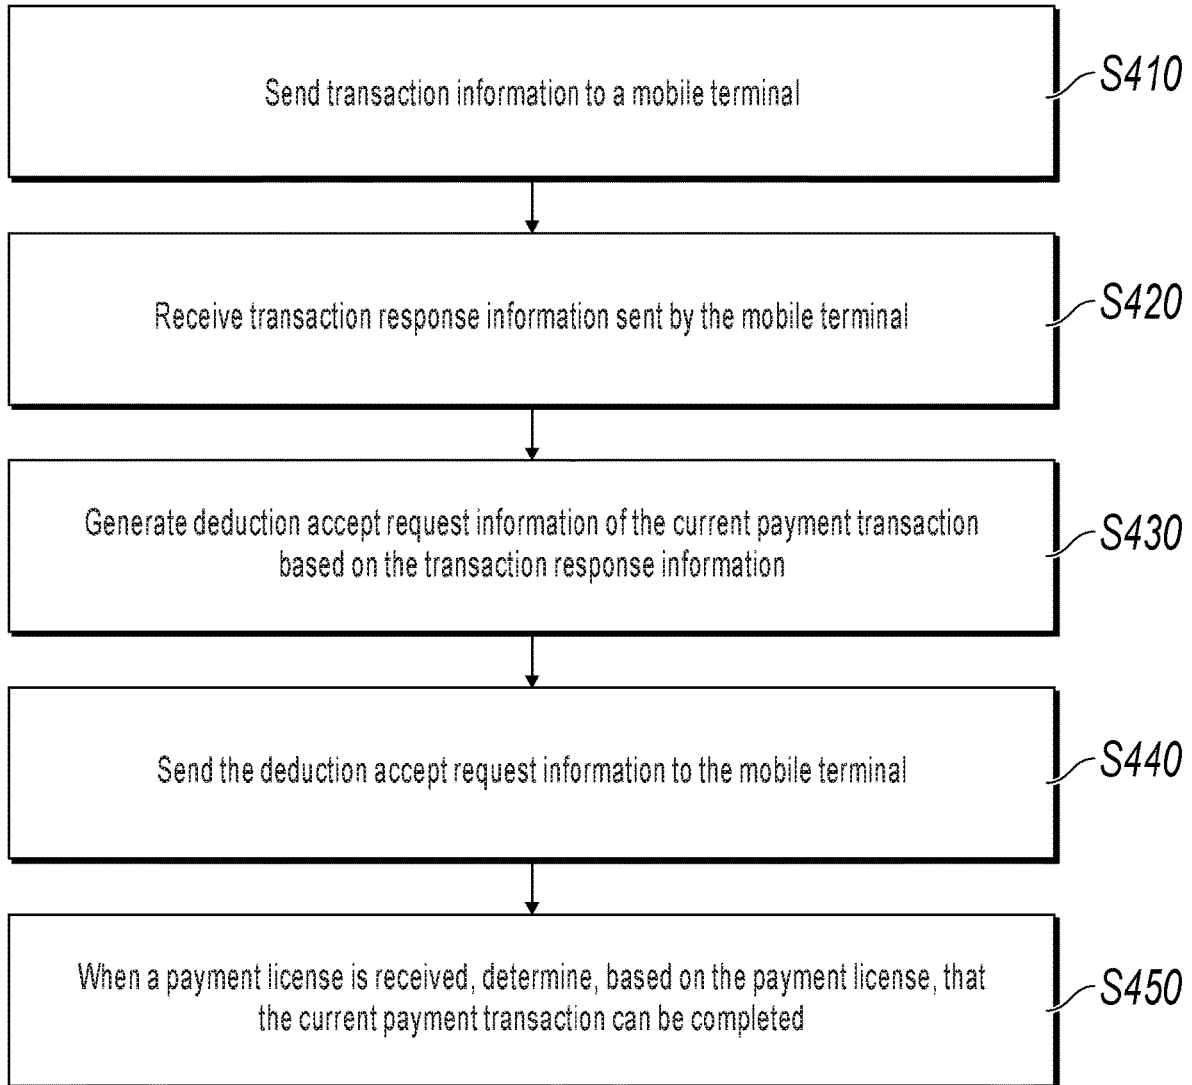 Send transaction information to a mobile terminal
S410
Receive transaction response information sent by the mobile terminal
S420
Generate deduction accept request information of the current payment transaction
based on the transaction response information
S430
Send the deduction accept request information to the mobile terminal
S440
When a payment license is received, determine, based on the payment license, that
the current payment transaction can be completed
S450